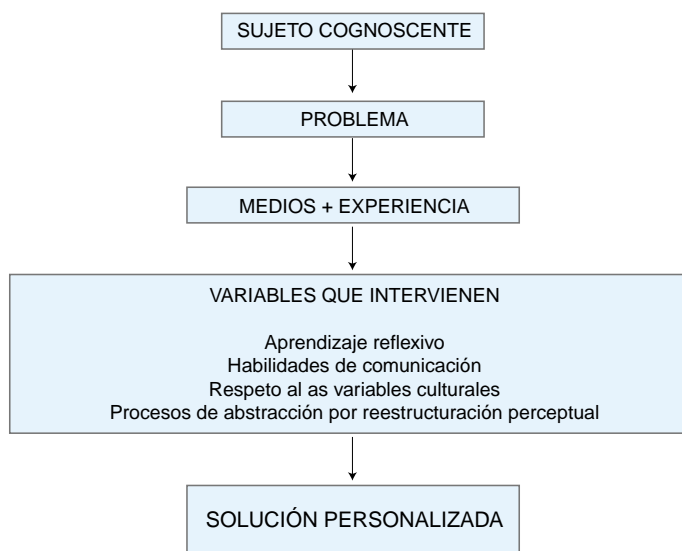 SUJETO COGNOSCENTE
PROBLEMA
MEDIOS + EXPERIENCIA
VARIABLES QUE INTERVIENEN
Aprendizaje reflexivo
Habilidades de comunicación
Respeto al as variables culturales
Procesos de abstracción por reestructuración perceptual
SOLUCIÓN PERSONALIZADA